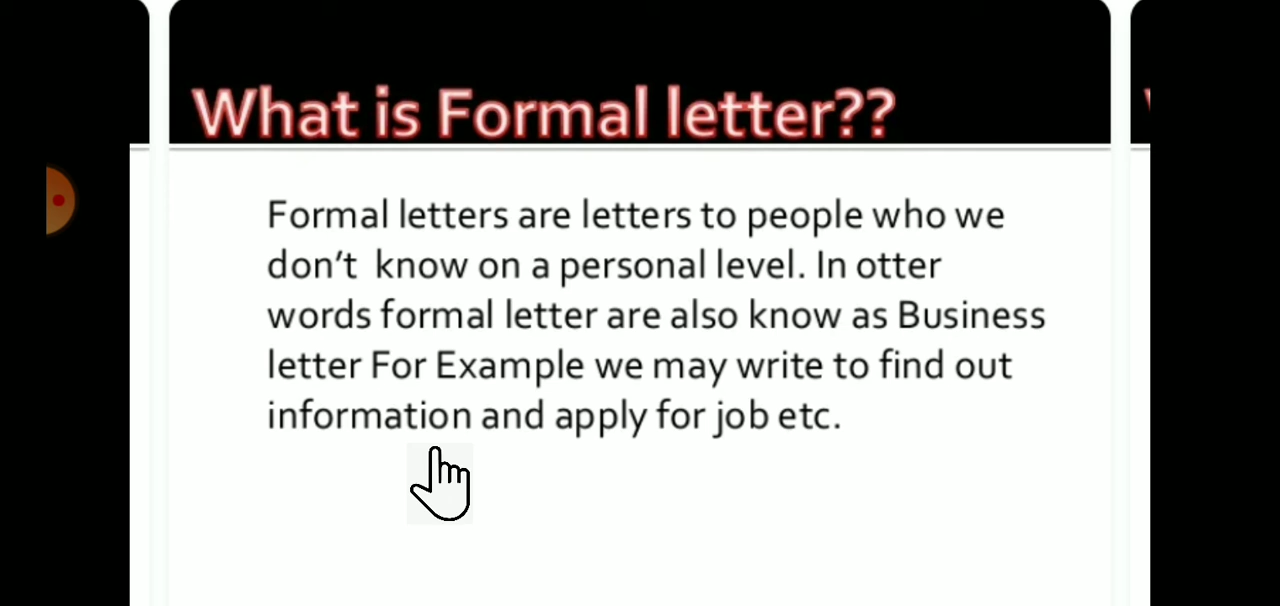 What is Formal letter??
Formal letters are letters to people who we
don't know on a personal level. In otter
words formal letter are also know as Business
letter For Example we may write to find out
information and apply for job etc.